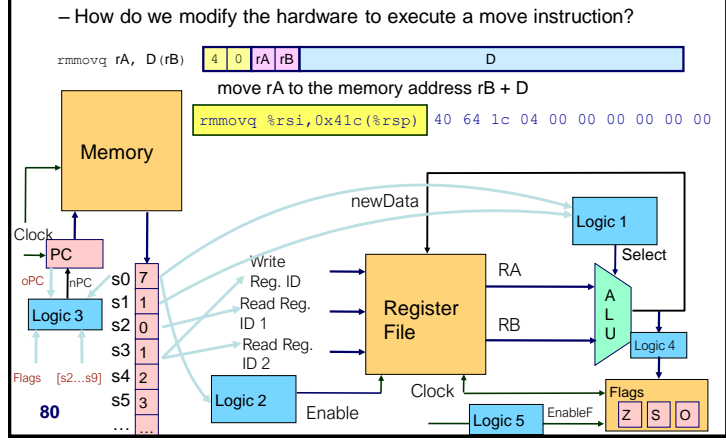 – How do we modify the hardware to execute a move instruction?
rmmovq rA, D(rB) 4 0 rA rB D
move rA to the memory address rB + D
rmmovq %rsi,0x41c(%rsp) 40 64 1c 04 00 00 00 00 00 00
Memory
newData
Logic 1
Clock
PC
Select
oPC
nPC
s0 7
s1 1
s2 0
s3 1
s4 2
s5 3
... ...
Write
Reg. ID
Read Reg.
ID 1
Read Reg.
ID 2
Register
File
RA
RB
A
L
U
Logic 3
Logic 4
Flags [s2...s9]
Logic 2
Enable
Clock
Flags
Z S O
Logic 5
EnableF
80